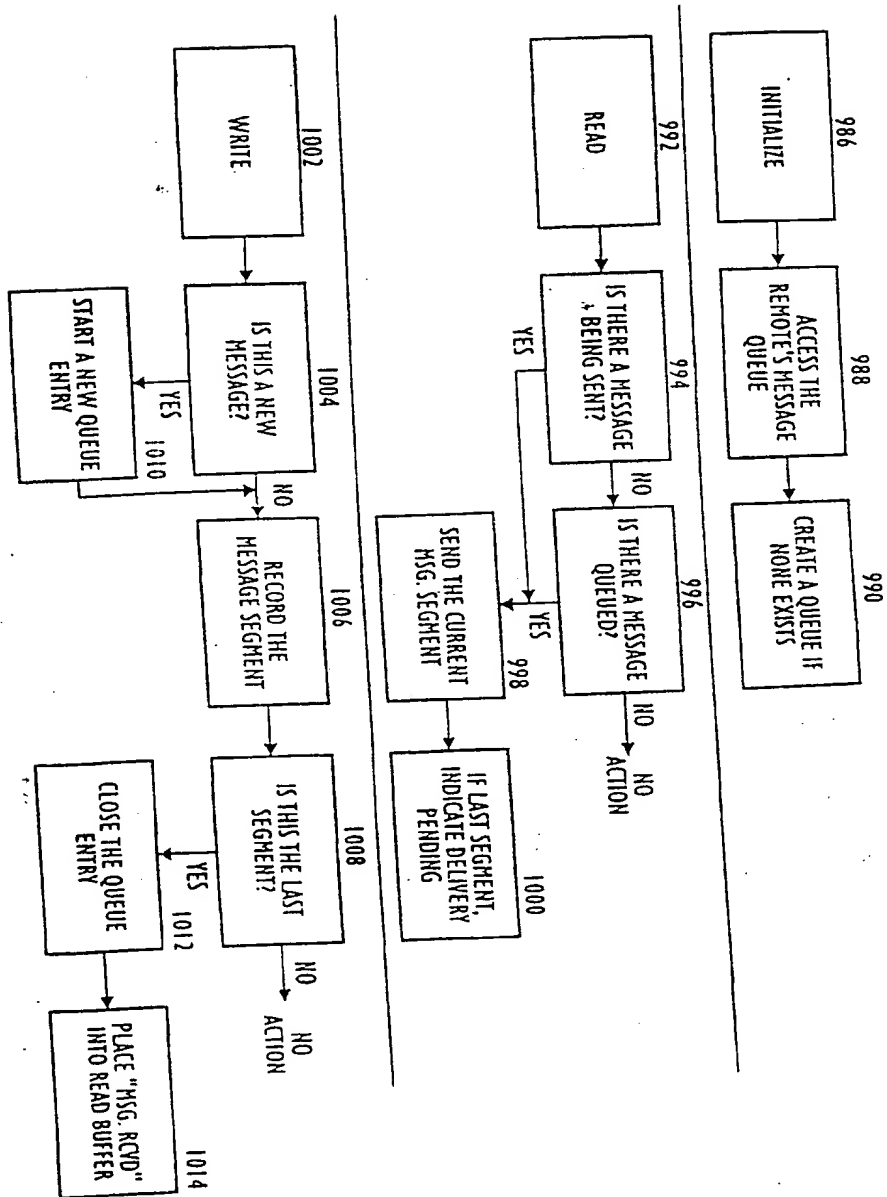 986
INITIALIZE
988
ACCESS THE
REMOTE'S MESSAGE
QUEUE
990
CREATE A QUEUE IF
NONE EXISTS
992
READ
994
IS THERE A MESSAGE
BEING SENT?
YES
NO
996
IS THERE A MESSAGE
QUEUED?
NO
NO
ACTION
YES
998
SEND THE CURRENT
MSG. SEGMENT
1000
IF LAST SEGMENT,
INDICATE DELIVERY
PENDING
1002
WRITE
1004
IS THIS A NEW
MESSAGE?
YES
NO
1010
START A NEW QUEUE
ENTRY
1006
RECORD THE
MESSAGE SEGMENT
1008
IS THIS THE LAST
SEGMENT?
NO
NO
ACTION
YES
1012
CLOSE THE QUEUE
ENTRY
1014
PLACE "MSG. RCVD"
INTO READ BUFFER